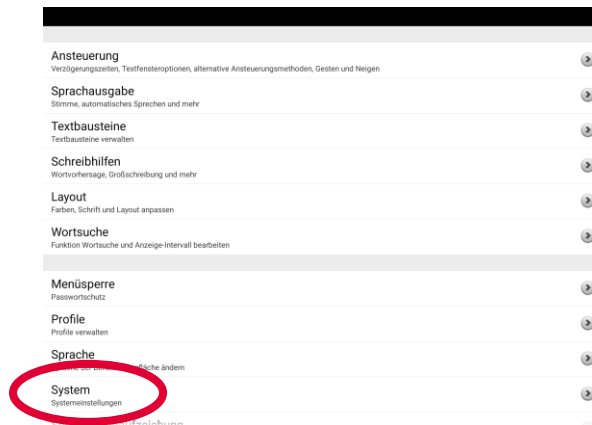 Ansteuerung
Verzögerungszeiten, Textfensteroptionen, alternative Ansteuerungsmethoden, Gesten und Neigen
Sprachausgabe
Stimme, automatisches Sprechen und mehr
Textbausteine
Textbausteine verwalten
Schreibhilfen
Wortvorhersage, Großschreibung und mehr
Layout
Farben, Schrift und Layout anpassen
Wortsuche
Funktion Wortsuche und Anzeige-Intervall bearbeiten
Menüsperre
Passwortschutz
Profile
Profile verwalten
Sprache
ändern
System
Systemeinstellungen